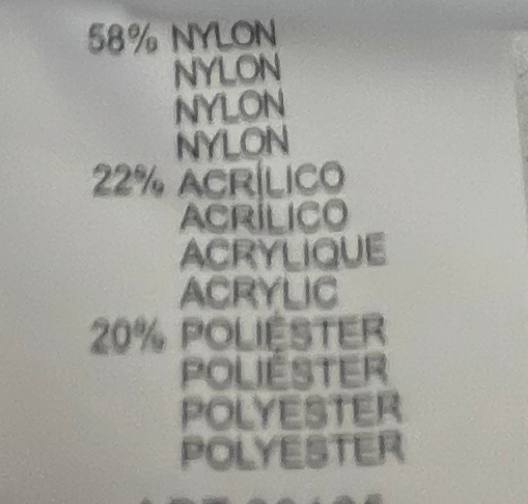 58% NYLON
NYLON
NYLON
NYLON
22% ACRÍLICO
ACRÍLICO
ACRYLIQUE
ACRYLIC
20% POLIÉSTER
POLIÉSTER
POLYESTER
POLYESTER